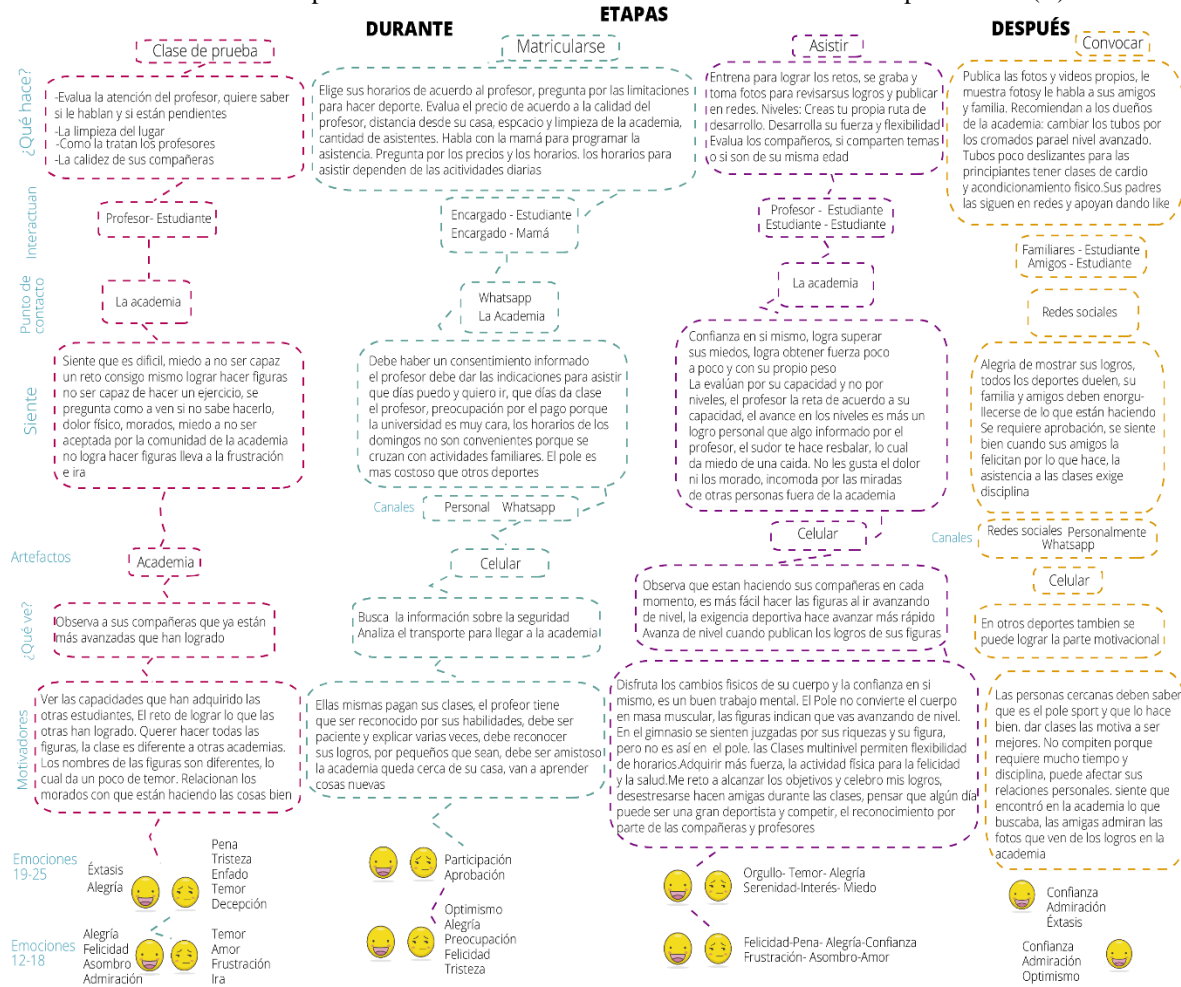 ETAPAS
DURANTE
DESPUÉS
Clase de prueba
Matricularse
Asistir
Convocar
¿Qué hace?
-Evalua la atención del profesor, quiere saber
si le hablan y si están pendientes
-La limpieza del lugar
-Como la tratan los profesores
-La calidez de sus compañeras
Elige sus horarios de acuerdo al profesor, pregunta por las limitaciones
para hacer deporte. Evalua el precio de acuerdo a la calidad del
profesor, distancia desde su casa, espcacio y limpieza de la academia,
cantidad de asistentes. Habla con la mamá para programar la
asistencia. Pregunta por los precios y los horarios. los horarios para
asistir dependen de las acitividades diarias
Entrena para lograr los retos, se graba y
toma fotos para revisarsus logros y publicar
en redes. Niveles: Creas tu propia ruta de
desarrollo. Desarrolla su fuerza y flexibilidad
Evalua los compañeros, si comparten temas
o si son de su misma edad
Publica las fotos y videos propios, le
muestra fotosy le habla a sus amigos
y familia. Recomiendan a los dueños
de la academia: cambiar los tubos por
los cromados parael nivel avanzado.
Tubos poco deslizantes para las
principiantes tener clases de cardio
y acondicionamiento fisico.Sus padres
las siguen en redes y apoyan dando like
Interactuan
Profesor- Estudiante
Encargado - Estudiante
Encargado - Mamá
Profesor - Estudiante
Estudiante - Estudiante
Familiares - Estudiante
Amigos - Estudiante
Punto de
contacto
La academia
Whatsapp
La Academia
La academia
Redes sociales
Siente
Siente que es dificil, miedo a no ser capaz
un reto consigo mismo lograr hacer figuras
no ser capaz de hacer un ejercicio, se
pregunta como a ven si no sabe hacerlo,
dolor físico, morados, miedo a no ser
aceptada por la comunidad de la academia
no logra hacer figuras lleva a la frustración
e ira
Debe haber un consentimiento informado
el profesor debe dar las indicaciones para asistir
que días puedo y quiero ir, que días da clase
el profesor, preocupación por el pago porque
la universidad es muy cara, los horarios de los
domingos no son convenientes porque se
cruzan con actividades familiares. El pole es
mas costoso que otros deportes
Confianza en si mismo, logra superar
sus miedos, logra obtener fuerza poco
a poco y con su propio peso
La evalúan por su capacidad y no por
niveles, el profesor la reta de acuerdo a su
capacidad, el avance en los niveles es más un
logro personal que algo informado por el
profesor, el sudor te hace resbalar, lo cual
da miedo de una caida. No les gusta el dolor
ni los morado, incomoda por las miradas
de otras personas fuera de la academia
Alegria de mostrar sus logros,
todos los deportes duelen, su
familia y amigos deben enorgu-
llecerse de lo que están haciendo
Se requiere aprobación, se siente
bien cuando sus amigos la
felicitan por lo que hace, la
asistencia a las clases exige
disciplina
Canales
Personal Whatsapp
Canales
Redes sociales Personalmente
Whatsapp
Artefactos
Academia
Celular
Celular
Celular
¿Qué ve?
Observa a sus compañeras que ya están
más avanzadas que han logrado
Busca la información sobre la seguridad
Analiza el transporte para llegar a la academia
Observa que estan haciendo sus compañeras en cada
momento, es más fácil hacer las figuras al ir avanzando
de nivel, la exigencia deportiva hace avanzar más rápido
Avanza de nivel cuando publican los logros de sus figuras
En otros deportes tambien se
puede lograr la parte motivacional
Motivadores
Ver las capacidades que han adquirido las
otras estudiantes, El reto de lograr lo que las
otras han logrado. Querer hacer todas las
figuras, la clase es diferente a otras academias.
Los nombres de las figuras son diferentes, lo
cual da un poco de temor. Relacionan los
morados con que están haciendo las cosas bien
Ellas mismas pagan sus clases, el profeor tiene
que ser reconocido por sus habilidades, debe ser
paciente y explicar varias veces, debe reconocer
sus logros, por pequeños que sean, debe ser amistoso
la academia queda cerca de su casa, van a aprender
cosas nuevas
Disfruta los cambios fisicos de su cuerpo y la confianza en si
mismo, es un buen trabajo mental. El Pole no convierte el cuerpo
en masa muscular, las figuras indican que vas avanzando de nivel.
En el gimnasio se sienten juzgadas por sus riquezas y su figura,
pero no es así en el pole. las Clases multinivel permiten flexibilidad
de horarios.Adquirir más fuerza, la actividad física para la felicidad
y la salud.Me reto a alcanzar los objetivos y celebro mis logros,
desestresarse hacen amigas durante las clases, pensar que algún día
puede ser una gran deportista y competir, el reconocimiento por
parte de las compañeras y profesores
Las personas cercanas deben saber
que es el pole sport y que lo hace
bien. dar clases las motiva a ser
mejores. No compiten porque
requiere mucho tiempo y
disciplina, puede afectar sus
relaciones personales. siente que
encontró en la academia lo que
buscaba, las amigas admiran las
fotos que ven de los logros en la
academia
Emociones
19-25
Éxtasis
Alegría
Pena
Tristeza
Enfado
Temor
Decepción
Participación
Aprobación
Orgullo- Temor- Alegría
Serenidad-Interés- Miedo
Confianza
Admiración
Éxtasis
Emociones
12-18
Alegría
Felicidad
Asombro
Admiración
Temor
Amor
Frustración
Ira
Optimismo
Alegría
Preocupación
Felicidad
Tristeza
Felicidad-Pena- Alegría-Confianza
Frustración- Asombro-Amor
Confianza
Admiración
Optimismo